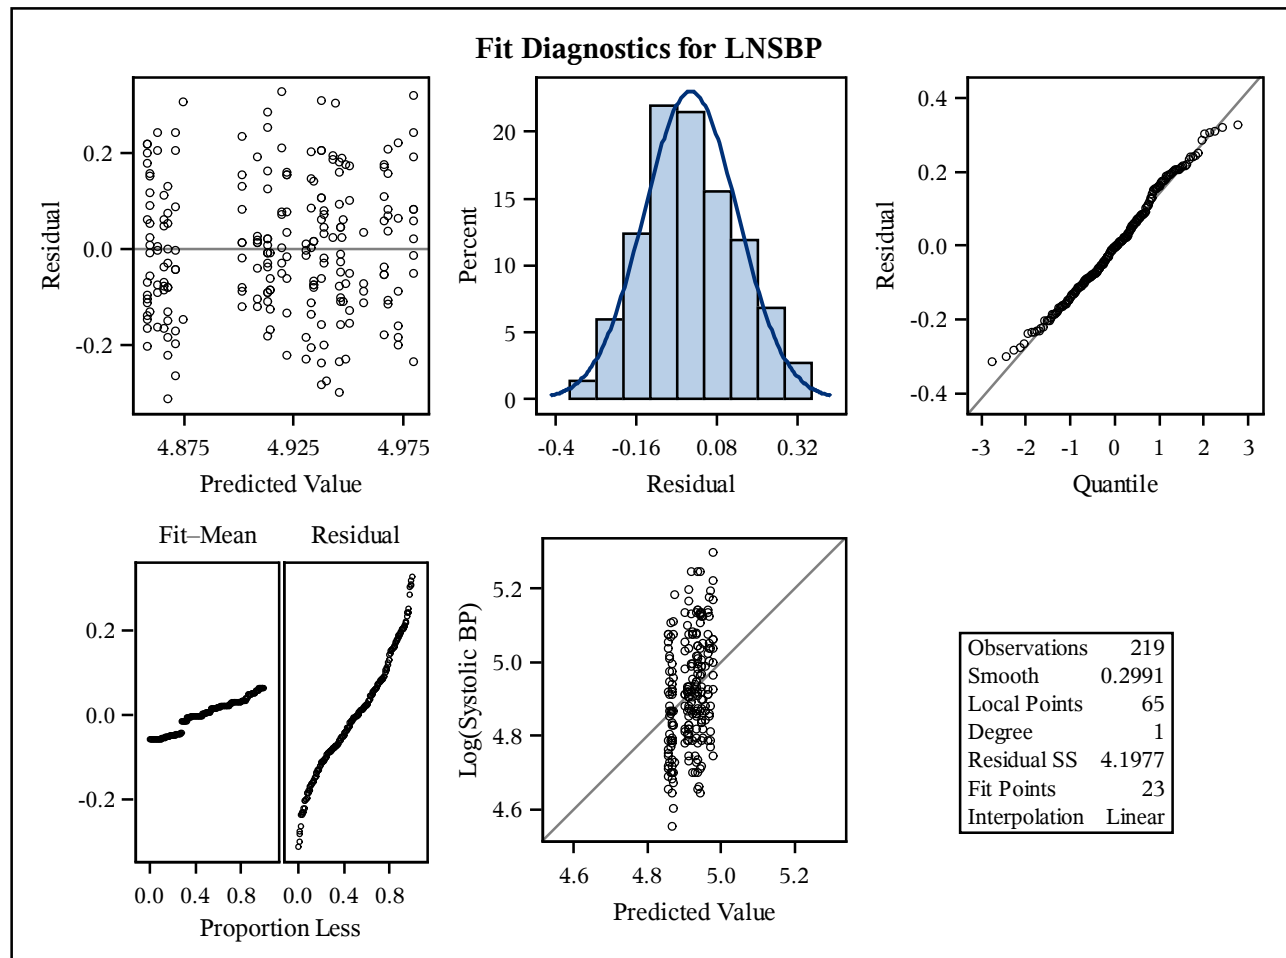 Fit Diagnostics for LNSBP
Residual
0.2
0.0
-0.2
4.875 4.925 4.975
Predicted Value
Percent
20
15
10
5
0
-0.4 -0.16 0.08 0.32
Residual
Residual
0.4
0.2
0.0
-0.2
-0.4
-3 -2 -1 0 1 2 3
Quantile
Fit–Mean Residual
0.2
0.0
-0.2
0.0 0.4 0.8 0.0 0.4 0.8
Proportion Less
Log(Systolic BP)
5.2
5.0
4.8
4.6
4.6 4.8 5.0 5.2
Predicted Value
Observations 219
Smooth 0.2991
Local Points 65
Degree 1
Residual SS 4.1977
Fit Points 23
Interpolation Linear